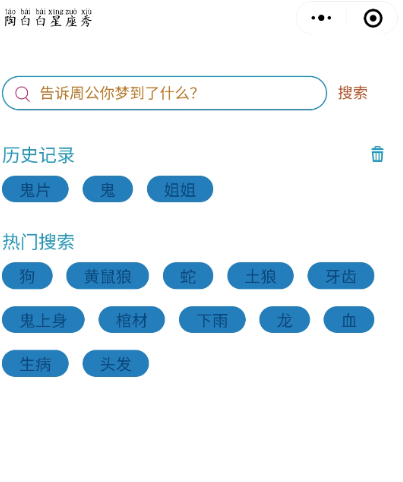 táo bái bái xīng zuò xiù
陶白白星座秀
告诉周公你梦到了什么？ 搜索
历史记录
鬼片 鬼 姐姐
热门搜索
狗 黄鼠狼 蛇 土狼 牙齿
鬼上身 棺材 下雨 龙 血
生病 头发